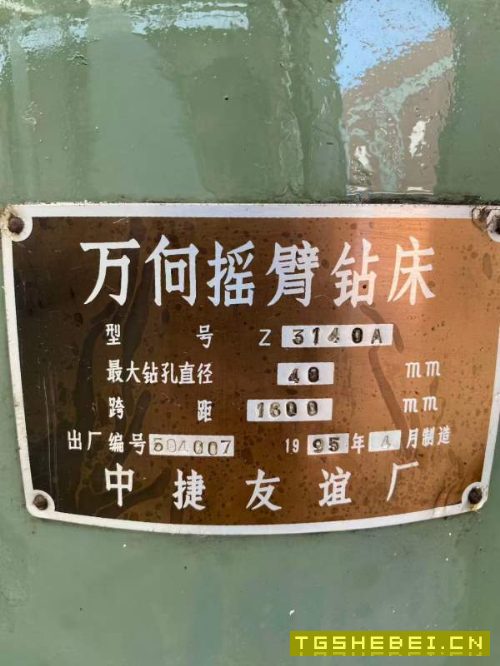 万向摇臂钻床
型号 Z 3140A
最大钻孔直径 40 mm
跨距 1600 mm
出厂编号 504007 1995年4月制造
中捷友谊厂
TGSHEBEI.CN